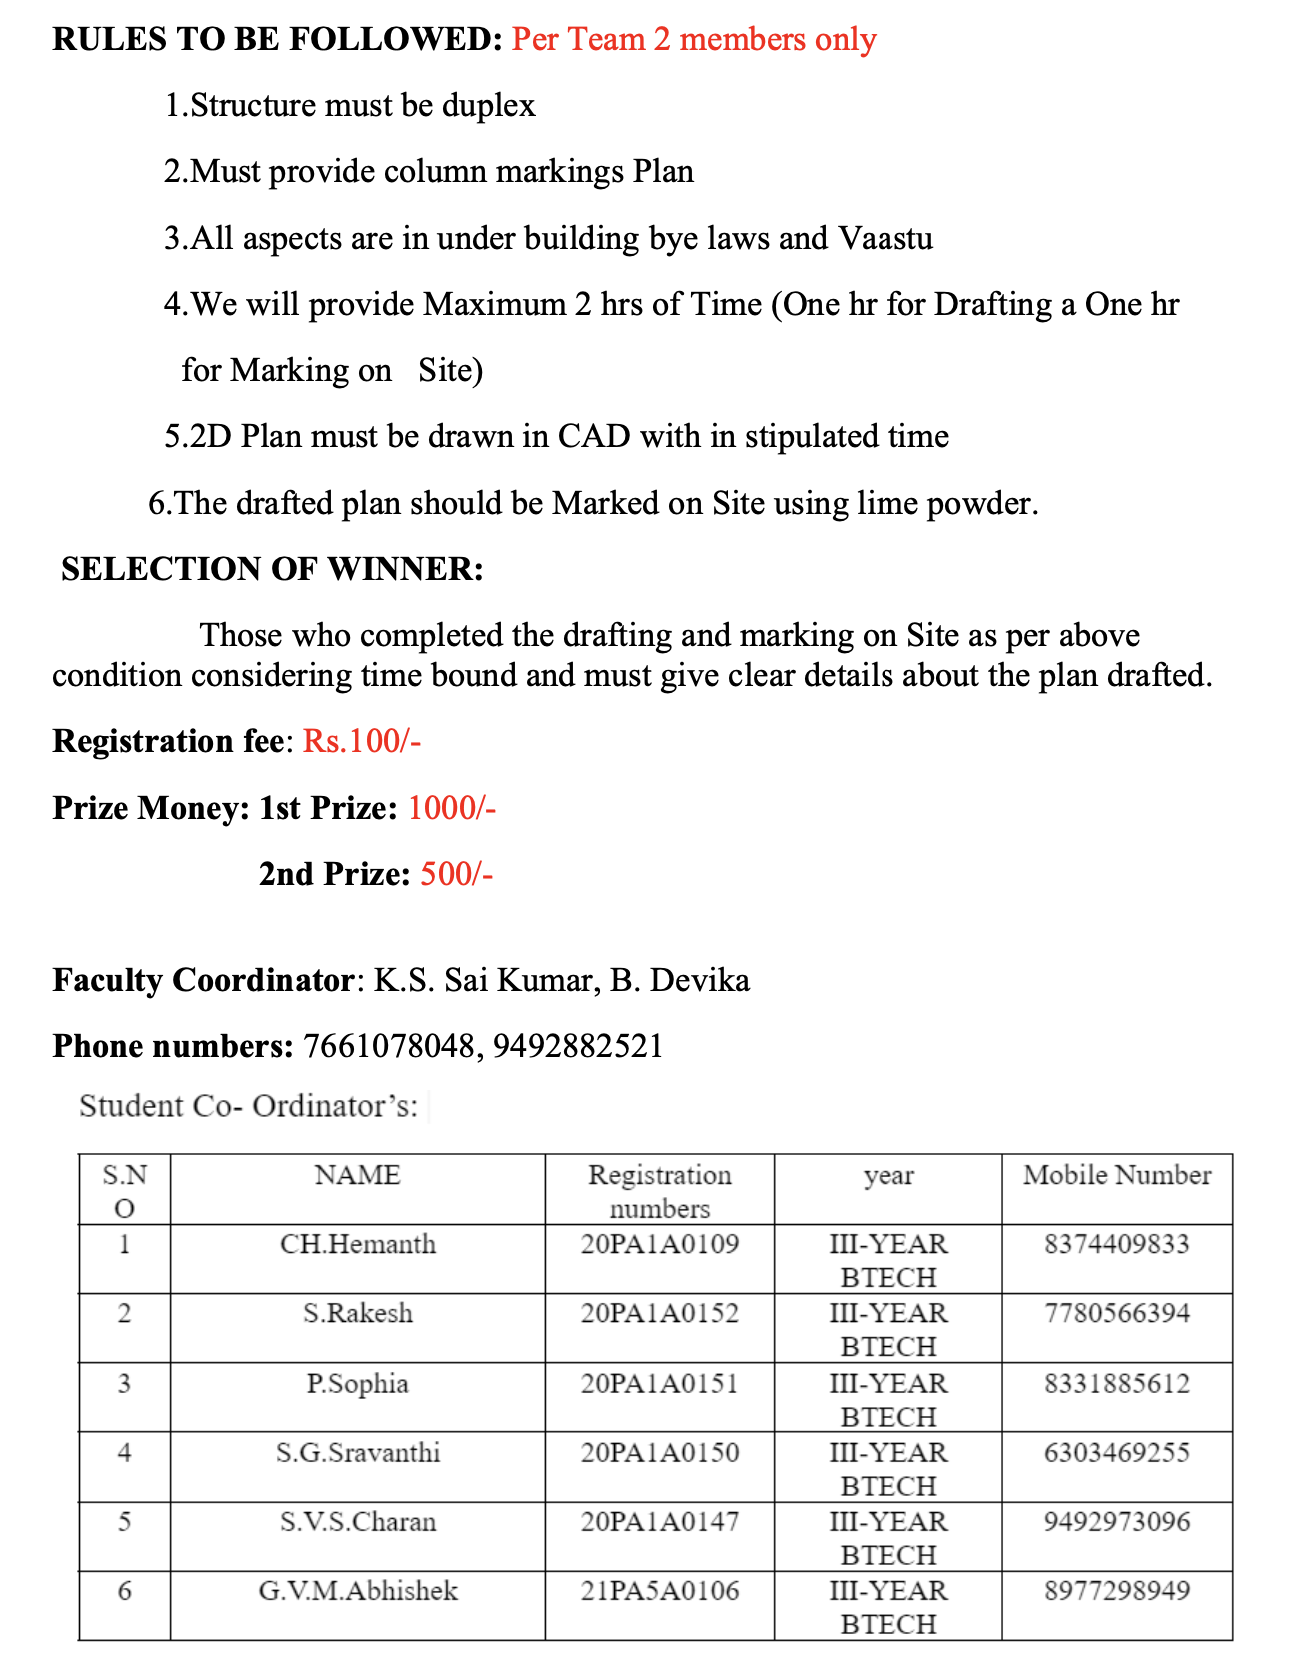 RULES TO BE FOLLOWED: Per Team 2 members only
1.Structure must be duplex
2.Must provide column markings Plan
3.All aspects are in under building bye laws and Vaastu
4.We will provide Maximum 2 hrs of Time (One hr for Drafting a One hr
for Marking on Site)
5.2D Plan must be drawn in CAD with in stipulated time
6.The drafted plan should be Marked on Site using lime powder.
SELECTION OF WINNER:
Those who completed the drafting and marking on Site as per above
condition considering time bound and must give clear details about the plan drafted.
Registration fee: Rs.100/-
Prize Money: 1st Prize: 1000/-
2nd Prize: 500/-
Faculty Coordinator: K.S. Sai Kumar, B. Devika
Phone numbers: 7661078048, 9492882521
Student Co- Ordinator’s:
S.N NAME Registration year Mobile Number
O numbers
1 CH.Hemanth 20PA1A0109 III-YEAR 8374409833
BTECH
2 S.Rakesh 20PA1A0152 III-YEAR 7780566394
BTECH
3 P.Sophia 20PA1A0151 III-YEAR 8331885612
BTECH
4 S.G.Sravanthi 20PA1A0150 III-YEAR 6303469255
BTECH
5 S.V.S.Charan 20PA1A0147 III-YEAR 9492973096
BTECH
6 G.V.M.Abhishek 21PA5A0106 III-YEAR 8977298949
BTECH